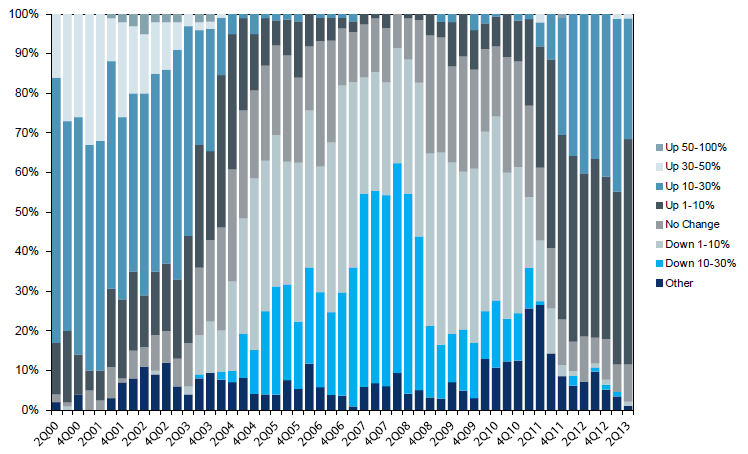 100%
90%
80%
70%
60%
50%
40%
30%
20%
10%
0%
2Q00
4Q00
2Q01
4Q01
2Q02
4Q02
2Q03
4Q03
2Q04
4Q04
2Q05
4Q05
2Q06
4Q06
2Q07
4Q07
2Q08
4Q08
2Q09
4Q09
2Q10
4Q10
2Q11
4Q11
2Q12
4Q12
2Q13
Up 50-100%
Up 30-50%
Up 10-30%
Up 1-10%
No Change
Down 1-10%
Down 10-30%
Other